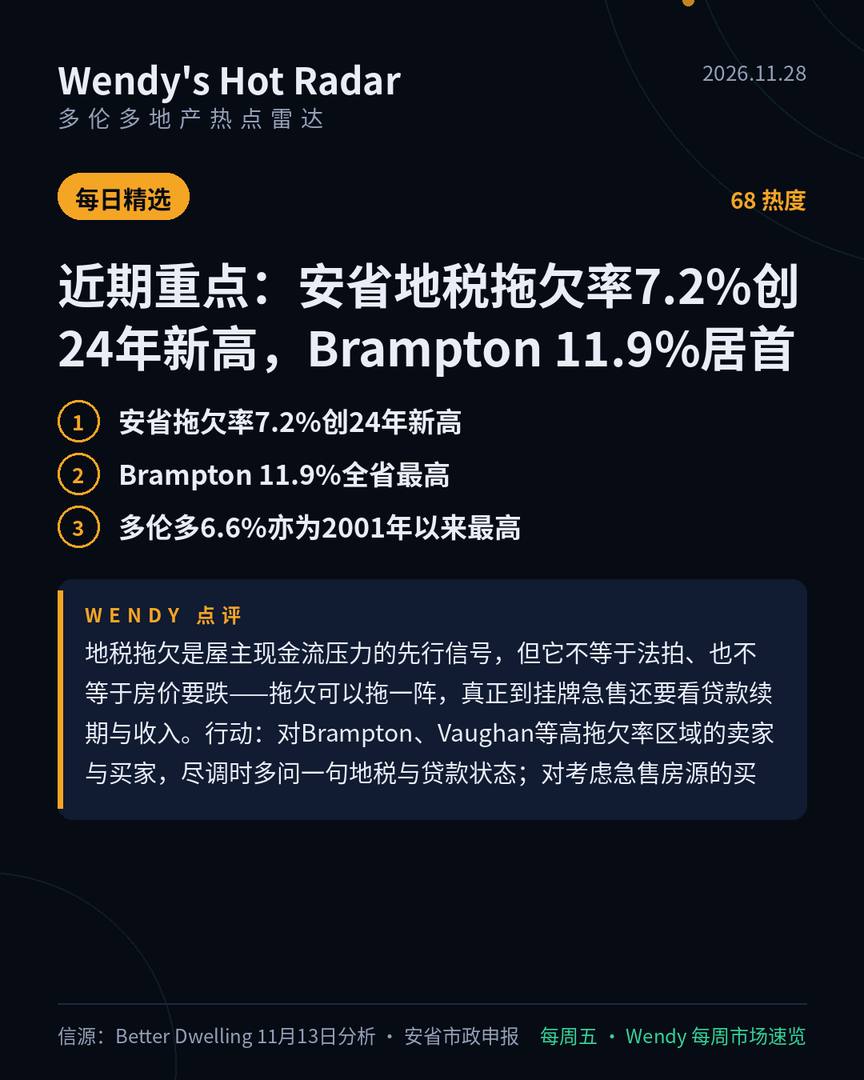 Wendy's Hot Radar
2026.11.28
多伦多地产热点雷达
每日精选
68 热度
近期重点：安省地税拖欠率7.2%创
24年新高，Brampton 11.9%居首
1 安省拖欠率7.2%创24年新高
2 Brampton 11.9%全省最高
3 多伦多6.6%亦为2001年以来最高
WENDY 点评
地税拖欠是屋主现金流压力的先行信号，但它不等于法拍、也不
等于房价要跌——拖欠可以拖一阵，真正到挂牌急售还要看贷款续
期与收入。行动：对Brampton、Vaughan等高拖欠率区域的卖家
与买家，尽调时多问一句地税与贷款状态；对考虑急售房源的买
信源：Better Dwelling 11月13日分析 · 安省市政申报
每周五 · Wendy 每周市场速览